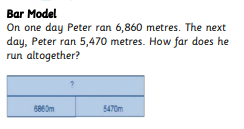 Bar Model
On one day Peter ran 6,860 metres. The next
day, Peter ran 5,470 metres. How far does he
run altogether?
?
6860m 5470m